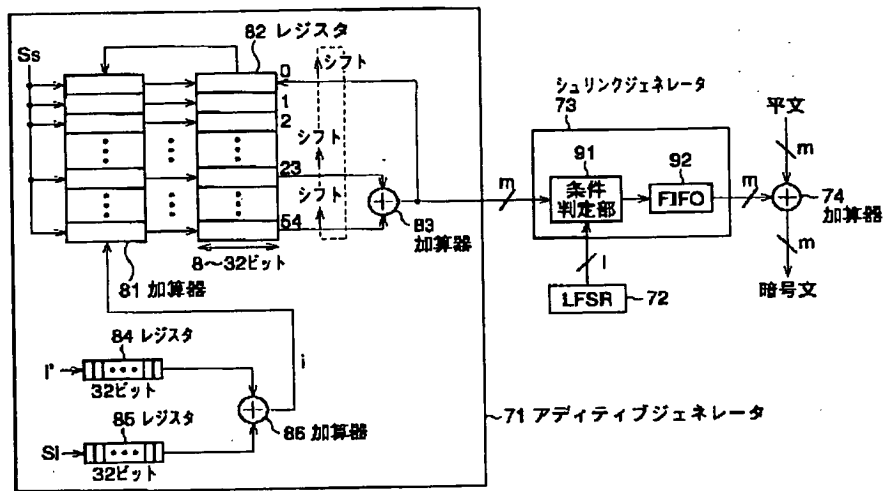 Ss
82 レジスタ
0
1
2
23
54
シフト
シフト
シフト
83
加算器
8〜32ビット
81 加算器
i
84 レジスタ
I'
32ビット
85 レジスタ
Si
32ビット
86 加算器
71 アディティブジェネレータ
m
シュリンクジェネレータ
73
91
条件
判定部
92
FIFO
l
LFSR
72
m
平文
m
74
加算器
m
暗号文